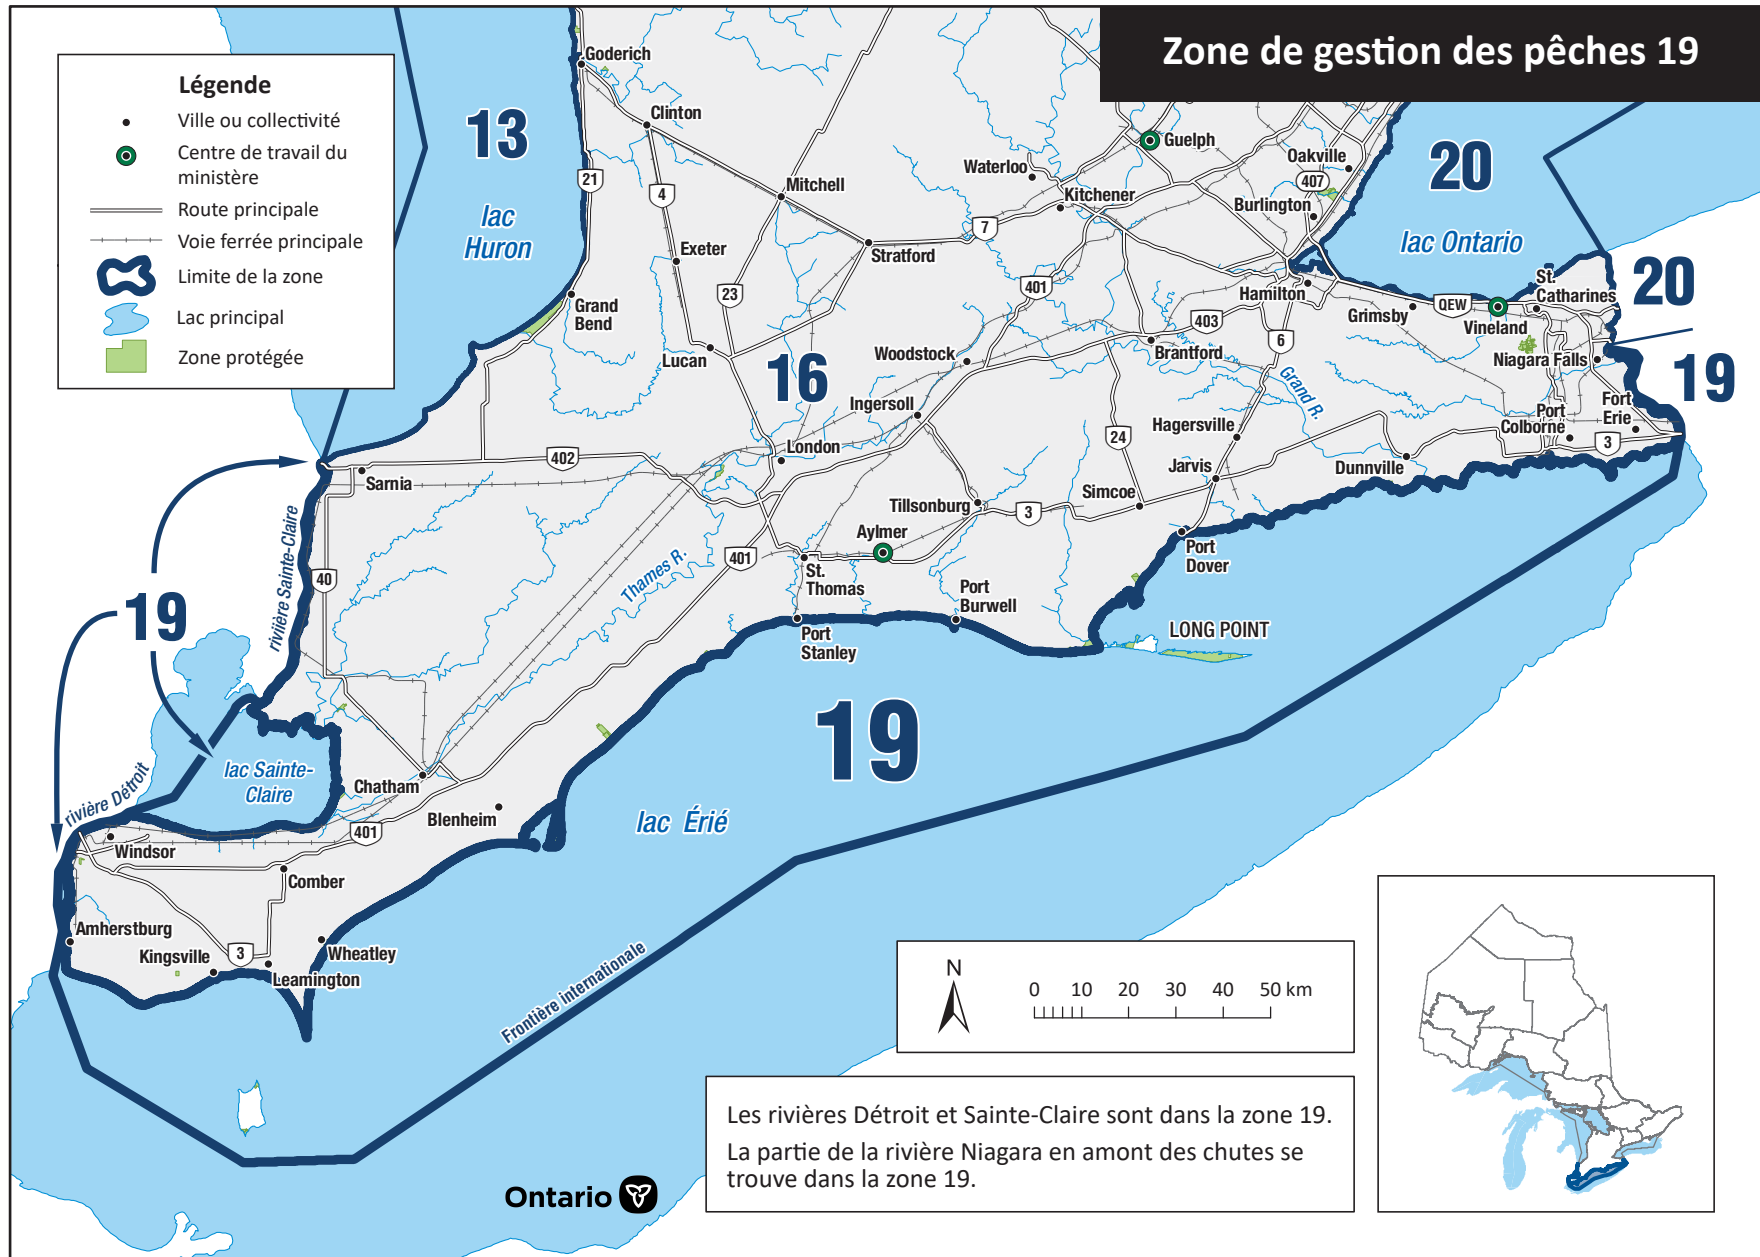 Zone de gestion des pêches 19
Légende
Ville ou collectivité
Centre de travail du
ministère
Route principale
Voie ferrée principale
Limite de la zone
Lac principal
Zone protégée
13
lac
Huron
20
lac Ontario
20
19
16
19
19
lac Érié
lac Sainte-
Claire
rivière Détroit
riviière Sainte-Claire
Thames R.
Grand R.
Frontière internationale
LONG POINT
Goderich
Clinton
Mitchell
Exeter
Stratford
Grand
Bend
Lucan
Waterloo
Kitchener
Guelph
Oakville
Burlington
Hamilton
Grimsby
Vineland
St.
Catharines
Niagara Falls
Fort
Erie
Port
Colborne
Dunnville
Brantford
Woodstock
Ingersoll
London
Hagersville
Jarvis
Simcoe
Tillsonburg
Aylmer
St.
Thomas
Port
Stanley
Port
Burwell
Port
Dover
Sarnia
Chatham
Blenheim
Windsor
Comber
Amherstburg
Kingsville
Leamington
Wheatley
21
4
23
7
401
403
407
QEW
6
24
3
3
402
40
401
401
3
N
0 10 20 30 40 50 km
Les rivières Détroit et Sainte-Claire sont dans la zone 19.
La partie de la rivière Niagara en amont des chutes se
trouve dans la zone 19.
Ontario